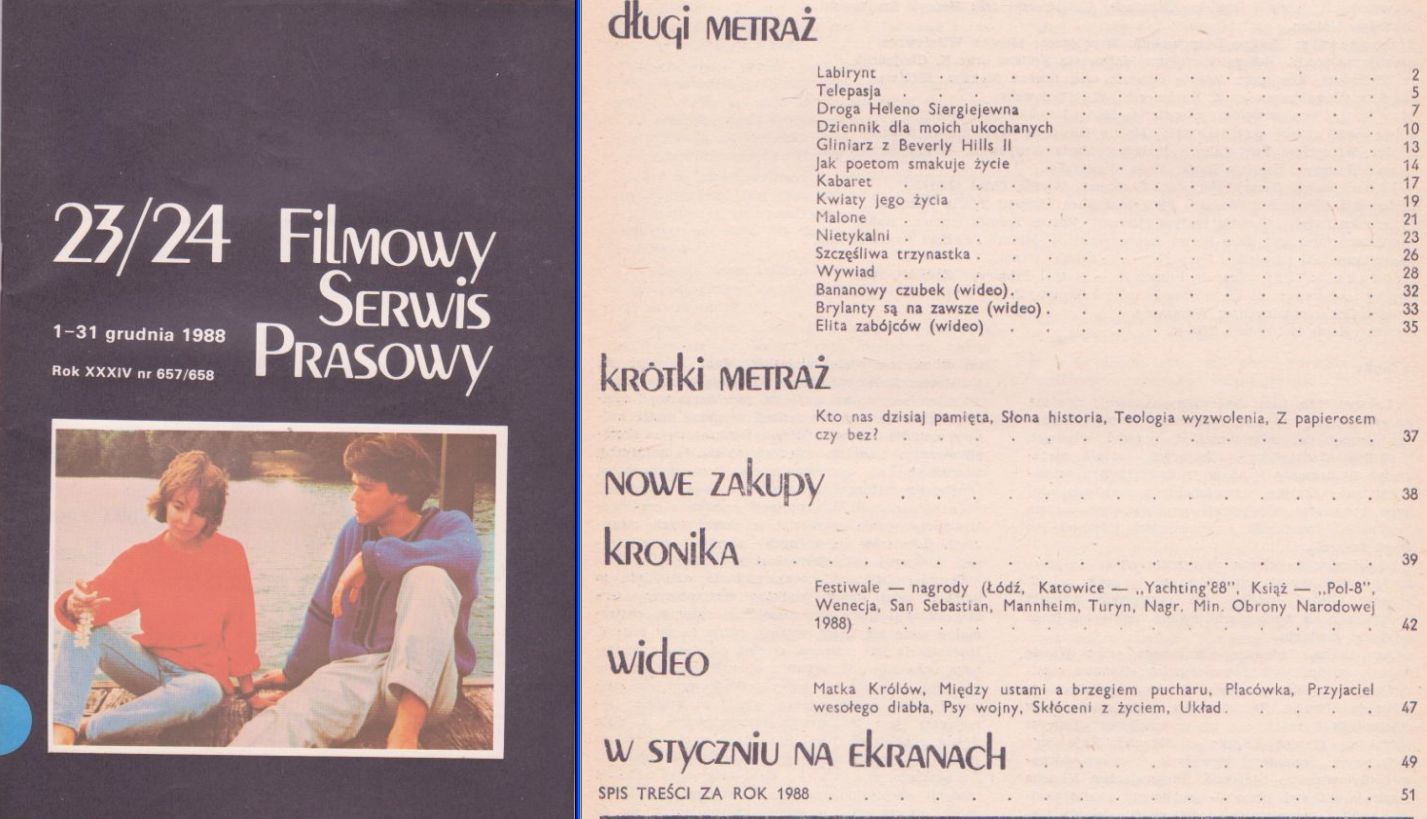 23/24 Filmowy
Serwis
1–31 grudnia 1988
Prasowy
Rok XXXIV nr 657/658
długi METRAŻ
Labirynt . . . . . . . . . . . . 2
Telepasja . . . . . . . . . . . . 5
Droga Heleno Siergiejewna . . . . . . . . . . 7
Dziennik dla moich ukochanych . . . . . . . . . 10
Gliniarz z Beverly Hills II . . . . . . . . . . 13
Jak poetom smakuje życie . . . . . . . . . . 14
Kabaret . . . . . . . . . . . . 17
Kwiaty jego życia . . . . . . . . . . . 19
Malone . . . . . . . . . . . . 21
Nietykalni . . . . . . . . . . . . 23
Szczęśliwa trzynastka . . . . . . . . . . . 26
Wywiad . . . . . . . . . . . . 28
Bananowy czubek (wideo) . . . . . . . . . . 32
Brylanty są na zawsze (wideo) . . . . . . . . . . 33
Elita zabójców (wideo) . . . . . . . . . . 35
kRÓTki METRAŻ
Kto nas dzisiaj pamięta, Słona historia, Teologia wyzwolenia, Z papierosem
czy bez? . . . . . . . . . . . . 37
NOWE ZAkupy . . . . . . . . 38
kRONikA . . . . . . . . . . 39
Festiwale — nagrody (Łódź, Katowice — „Yachting'88", Książ — „Pol-8",
Wenecja, San Sebastian, Mannheim, Turyn, Nagr. Min. Obrony Narodowej
1988) . . . . . . . . . . . . 42
wideo
Matka Królów, Między ustami a brzegiem pucharu, Placówka, Przyjaciel
wesołego diabła, Psy wojny, Skłóceni z życiem, Układ . . . . . 47
W STYCZNiU NA EkRANACh . . . . . 49
SPIS TREŚCI ZA ROK 1988 . . . . . . . . . 51